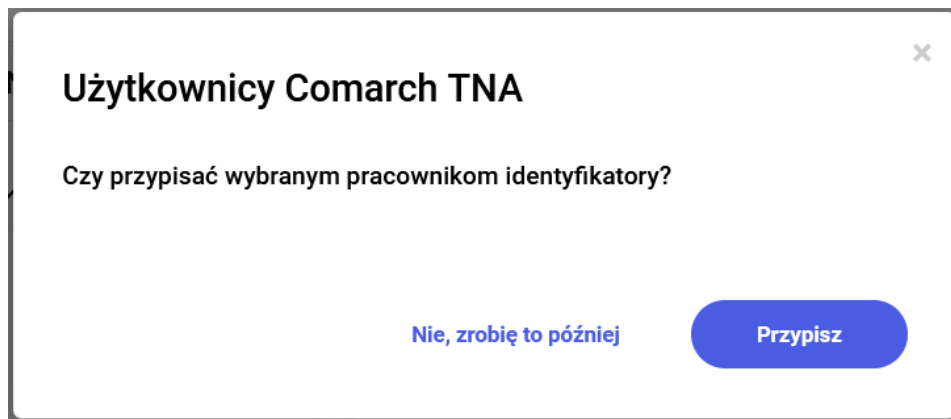 Użytkownicy Comarch TNA
Czy przypisać wybranym pracownikom identyfikatory?
Nie, zrobię to później
Przypisz